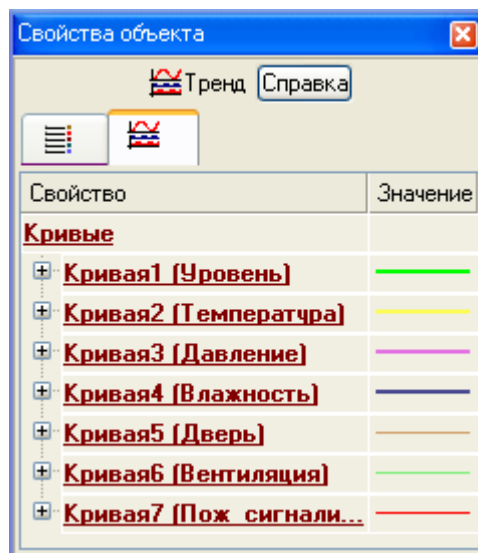 Свойства объекта
Тренд Справка
Свойство Значение
Кривые
Кривая1 (Уровень)
Кривая2 (Температура)
Кривая3 (Давление)
Кривая4 (Влажность)
Кривая5 (Дверь)
Кривая6 (Вентиляция)
Кривая7 (Пож_сигнали...